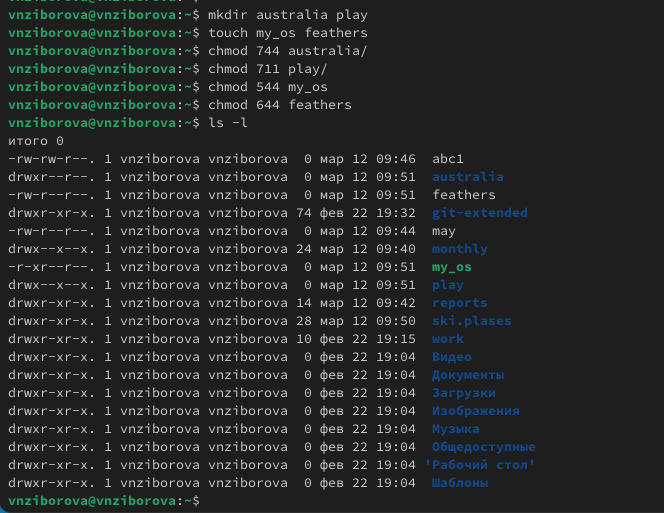 vnziborova@vnziborova:~$ mkdir australia play
vnziborova@vnziborova:~$ touch my_os feathers
vnziborova@vnziborova:~$ chmod 744 australia/
vnziborova@vnziborova:~$ chmod 711 play/
vnziborova@vnziborova:~$ chmod 544 my_os
vnziborova@vnziborova:~$ chmod 644 feathers
vnziborova@vnziborova:~$ ls -l
итого 0
-rw-rw-r--. 1 vnziborova vnziborova  0 мар 12 09:46  abc1
drwxr--r--. 1 vnziborova vnziborova  0 мар 12 09:51  australia
-rw-r--r--. 1 vnziborova vnziborova  0 мар 12 09:51  feathers
drwxr-xr-x. 1 vnziborova vnziborova 74 фев 22 19:32  git-extended
-rw-r--r--. 1 vnziborova vnziborova  0 мар 12 09:44  may
drwx--x--x. 1 vnziborova vnziborova 24 мар 12 09:40  monthly
-r-xr--r--. 1 vnziborova vnziborova  0 мар 12 09:51  my_os
drwx--x--x. 1 vnziborova vnziborova  0 мар 12 09:51  play
drwxr-xr-x. 1 vnziborova vnziborova 14 мар 12 09:42  reports
drwxr-xr-x. 1 vnziborova vnziborova 28 мар 12 09:50  ski.plases
drwxr-xr-x. 1 vnziborova vnziborova 10 фев 22 19:15  work
drwxr-xr-x. 1 vnziborova vnziborova  0 фев 22 19:04  Видео
drwxr-xr-x. 1 vnziborova vnziborova  0 фев 22 19:04  Документы
drwxr-xr-x. 1 vnziborova vnziborova  0 фев 22 19:04  Загрузки
drwxr-xr-x. 1 vnziborova vnziborova  0 фев 22 19:04  Изображения
drwxr-xr-x. 1 vnziborova vnziborova  0 фев 22 19:04  Музыка
drwxr-xr-x. 1 vnziborova vnziborova  0 фев 22 19:04  Общедоступные
drwxr-xr-x. 1 vnziborova vnziborova  0 фев 22 19:04 'Рабочий стол'
drwxr-xr-x. 1 vnziborova vnziborova  0 фев 22 19:04  Шаблоны
vnziborova@vnziborova:~$